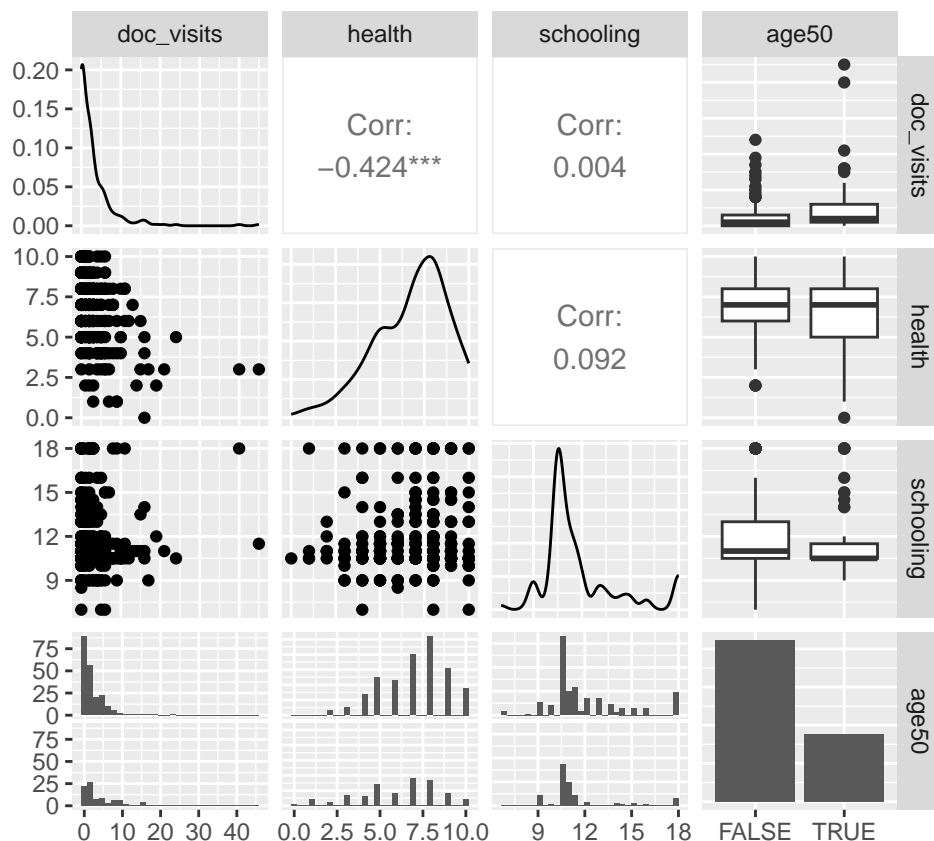 doc_visits health schooling age50
0.20
0.15
0.10
0.05
0.00
Corr:
−0.424***
Corr:
0.004
doc_visits
10.0
7.5
5.0
2.5
0.0
Corr:
0.092
health
18
15
12
9
schooling
75
50
25
0
75
50
25
0
age50
0 10 20 30 40
0.0 2.5 5.0 7.5 10.0
9 12 15 18
FALSE TRUE